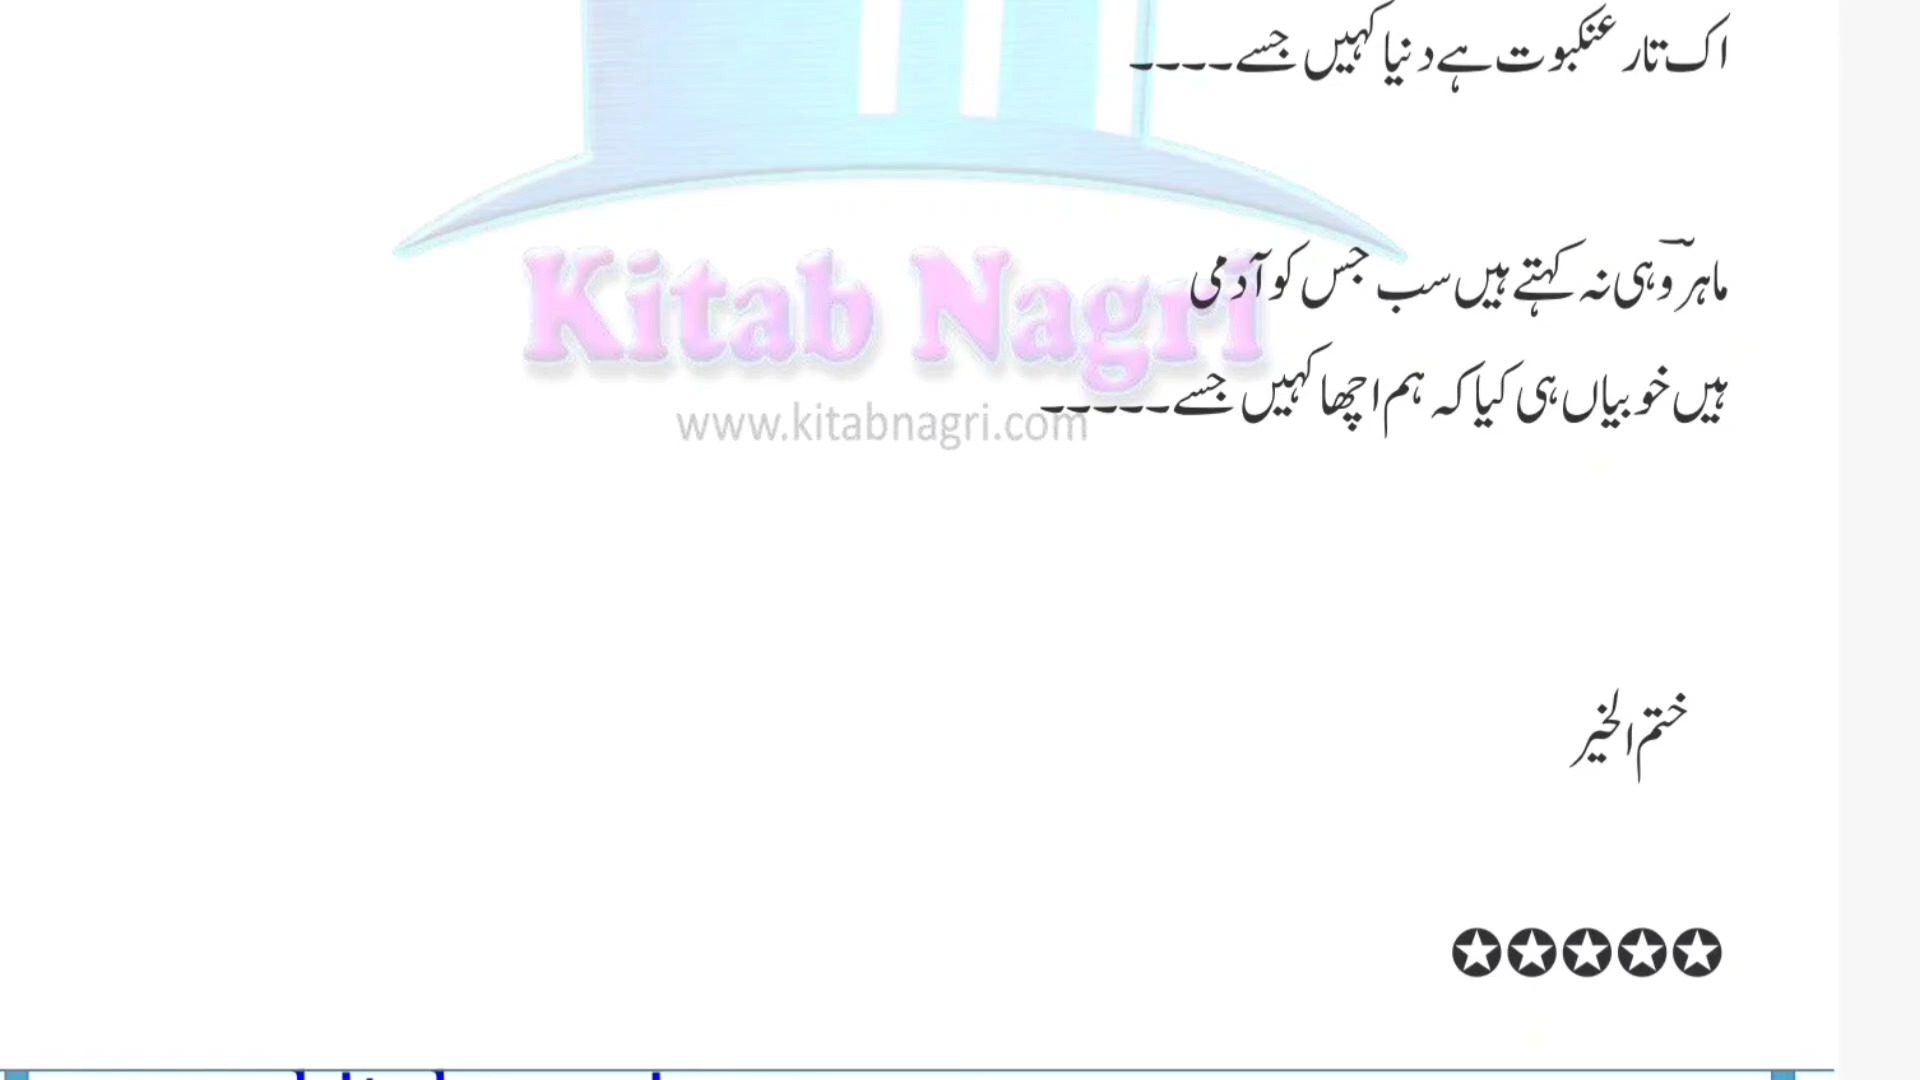 اک تار عنکبوت ہے دنیا کہیں جسے۔۔۔۔
ماہرؔ وہی نہ کہتے ہیں سب جس کو آدمی
ہیں خوبیاں ہی کیا کہ ہم اچھا کہیں جسے۔۔۔۔۔
Kitab Nagri
www.kitabnagri.com
ختم الخیر
✪✪✪✪✪